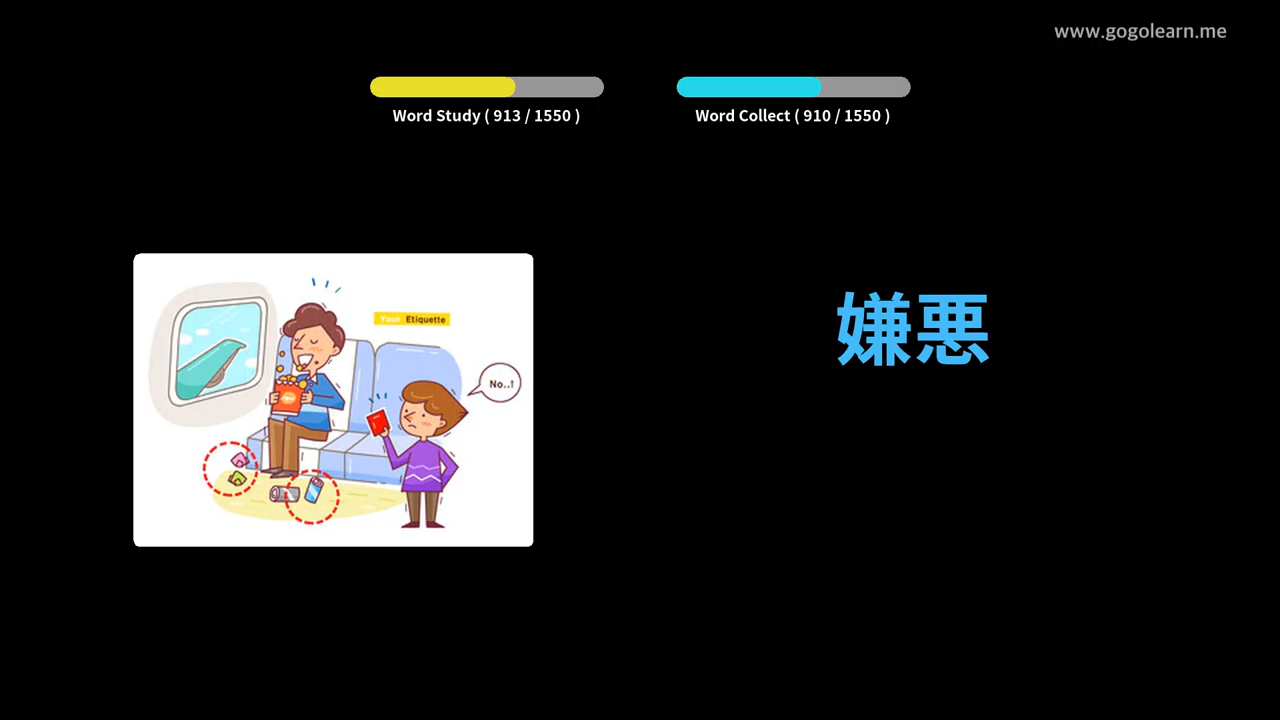 www.gogolearn.me
Word Study ( 913 / 1550 )
Word Collect ( 910 / 1550 )
Your Etiquette
No..!
嫌悪